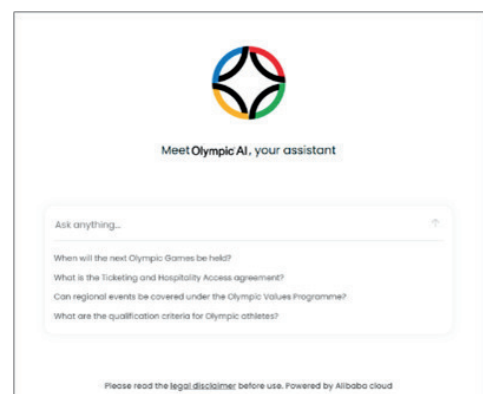 Meet Olympic AI, your assistant
Ask anything...
When will the next Olympic Games be held?
What is the Ticketing and Hospitality Access agreement?
Can regional events be covered under the Olympic Values Programme?
What are the qualification criteria for Olympic athletes?
Please read the legal disclaimer before use. Powered by Alibaba cloud